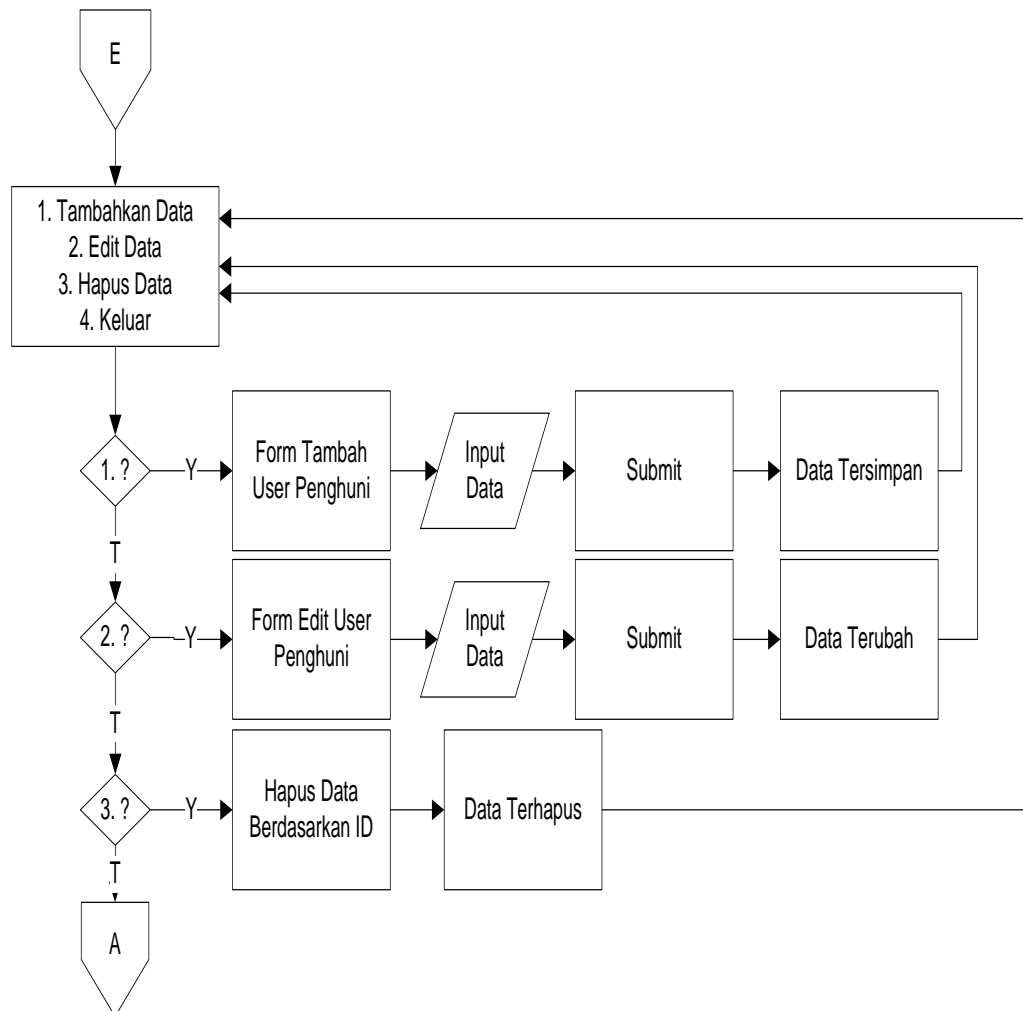 E
1. Tambahkan Data
2. Edit Data
3. Hapus Data
4. Keluar
1. ?
Y
Form Tambah
User Penghuni
Input
Data
Submit
Data Tersimpan
T
2. ?
Y
Form Edit User
Penghuni
Input
Data
Submit
Data Terubah
T
3. ?
Y
Hapus Data
Berdasarkan ID
Data Terhapus
T
A